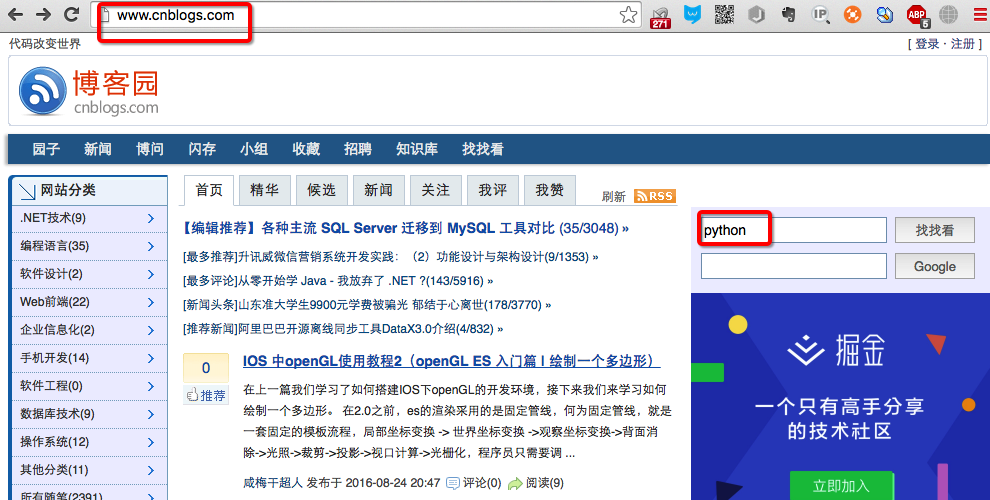 www.cnblogs.com
271
IP
ABP
5
代码改变世界
[ 登录 · 注册 ]
博客园
cnblogs.com
园子 新闻 博问 闪存 小组 收藏 招聘 知识库 找找看
网站分类
.NET技术(9)
编程语言(35)
软件设计(2)
Web前端(22)
企业信息化(2)
手机开发(14)
软件工程(0)
数据库技术(9)
操作系统(12)
其他分类(11)
所有随笔(2391)
首页 精华 候选 新闻 关注 我评 我赞
刷新 RSS
【编辑推荐】各种主流 SQL Server 迁移到 MySQL 工具对比 (35/3048) »
[最多推荐]升讯威微信营销系统开发实践：（2）功能设计与架构设计(9/1353) »
[最多评论]从零开始学 Java - 我放弃了 .NET ?(143/5916) »
[新闻头条]山东准大学生9900元学费被骗光 郁结于心离世(178/3770) »
[推荐新闻]阿里巴巴开源离线同步工具DataX3.0介绍(4/832) »
0
推荐
IOS 中openGL使用教程2（openGL ES 入门篇 | 绘制一个多边形）
在上一篇我们学习了如何搭建IOS下openGL的开发环境，接下来我们来学习如何
绘制一个多边形。 在2.0之前，es的渲染采用的是固定管线，何为固定管线，就是
一套固定的模板流程，局部坐标变换 -> 世界坐标变换 ->观察坐标变换->背面消
除->光照->裁剪->投影->视口计算->光栅化，程序员只需要调 ...
咸梅干超人 发布于 2016-08-24 20:47 评论(0) 阅读(9)
python
找找看
Google
掘金
一个只有高手分享
的技术社区
立即加入